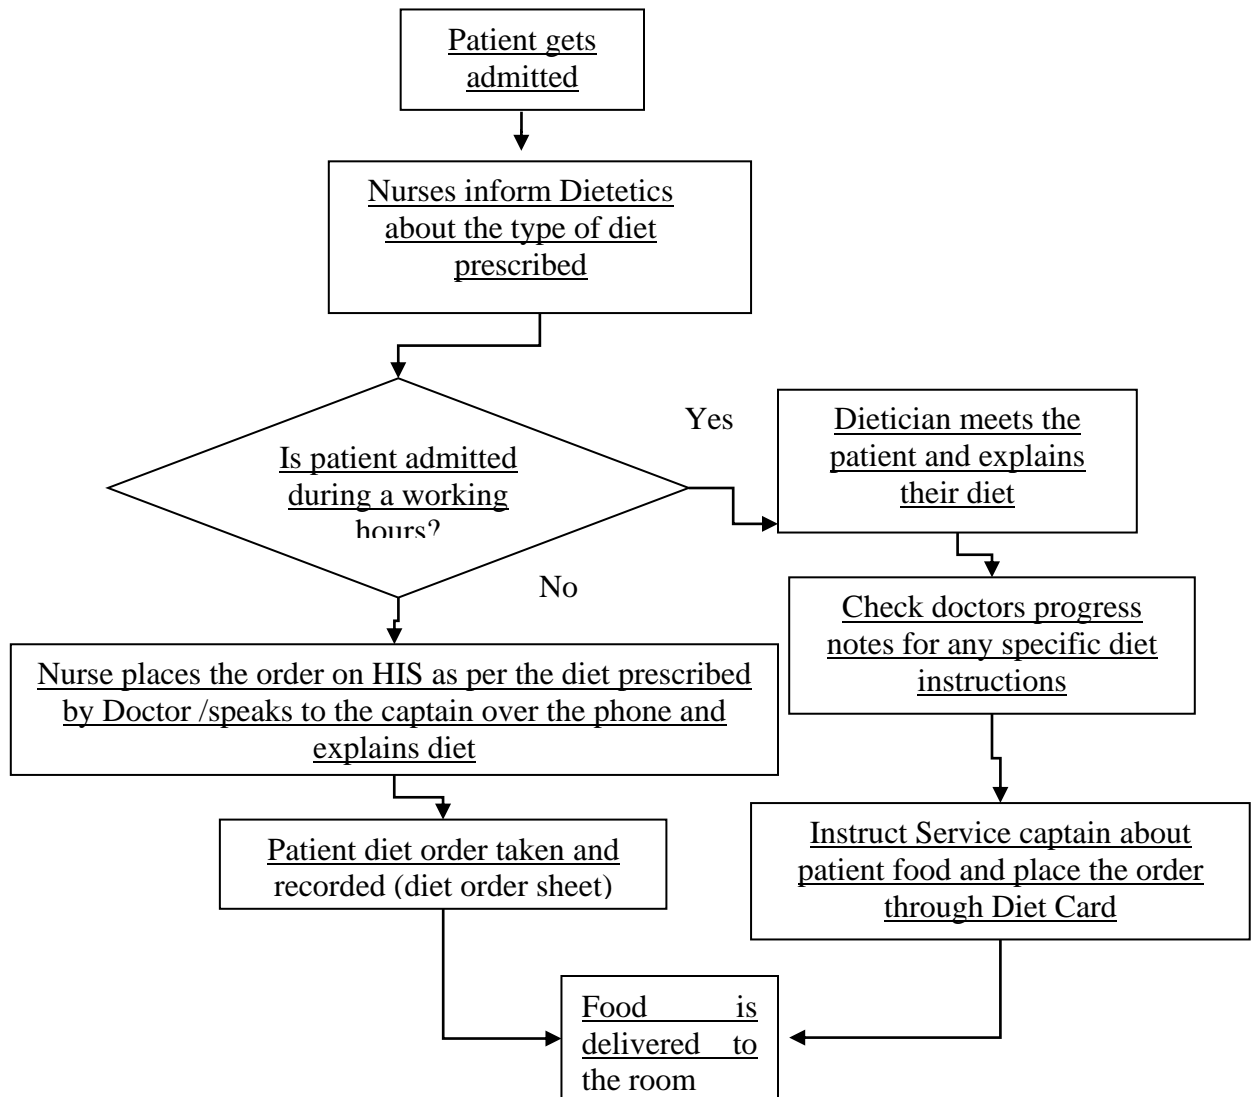 Patient gets
admitted
Nurses inform Dietetics
about the type of diet
prescribed
Is patient admitted
during a working
hours?
Yes
No
Dietician meets the
patient and explains
their diet
Check doctors progress
notes for any specific diet
instructions
Instruct Service captain about
patient food and place the order
through Diet Card
Nurse places the order on HIS as per the diet prescribed
by Doctor /speaks to the captain over the phone and
explains diet
Patient diet order taken and
recorded (diet order sheet)
Food is
delivered to
the room